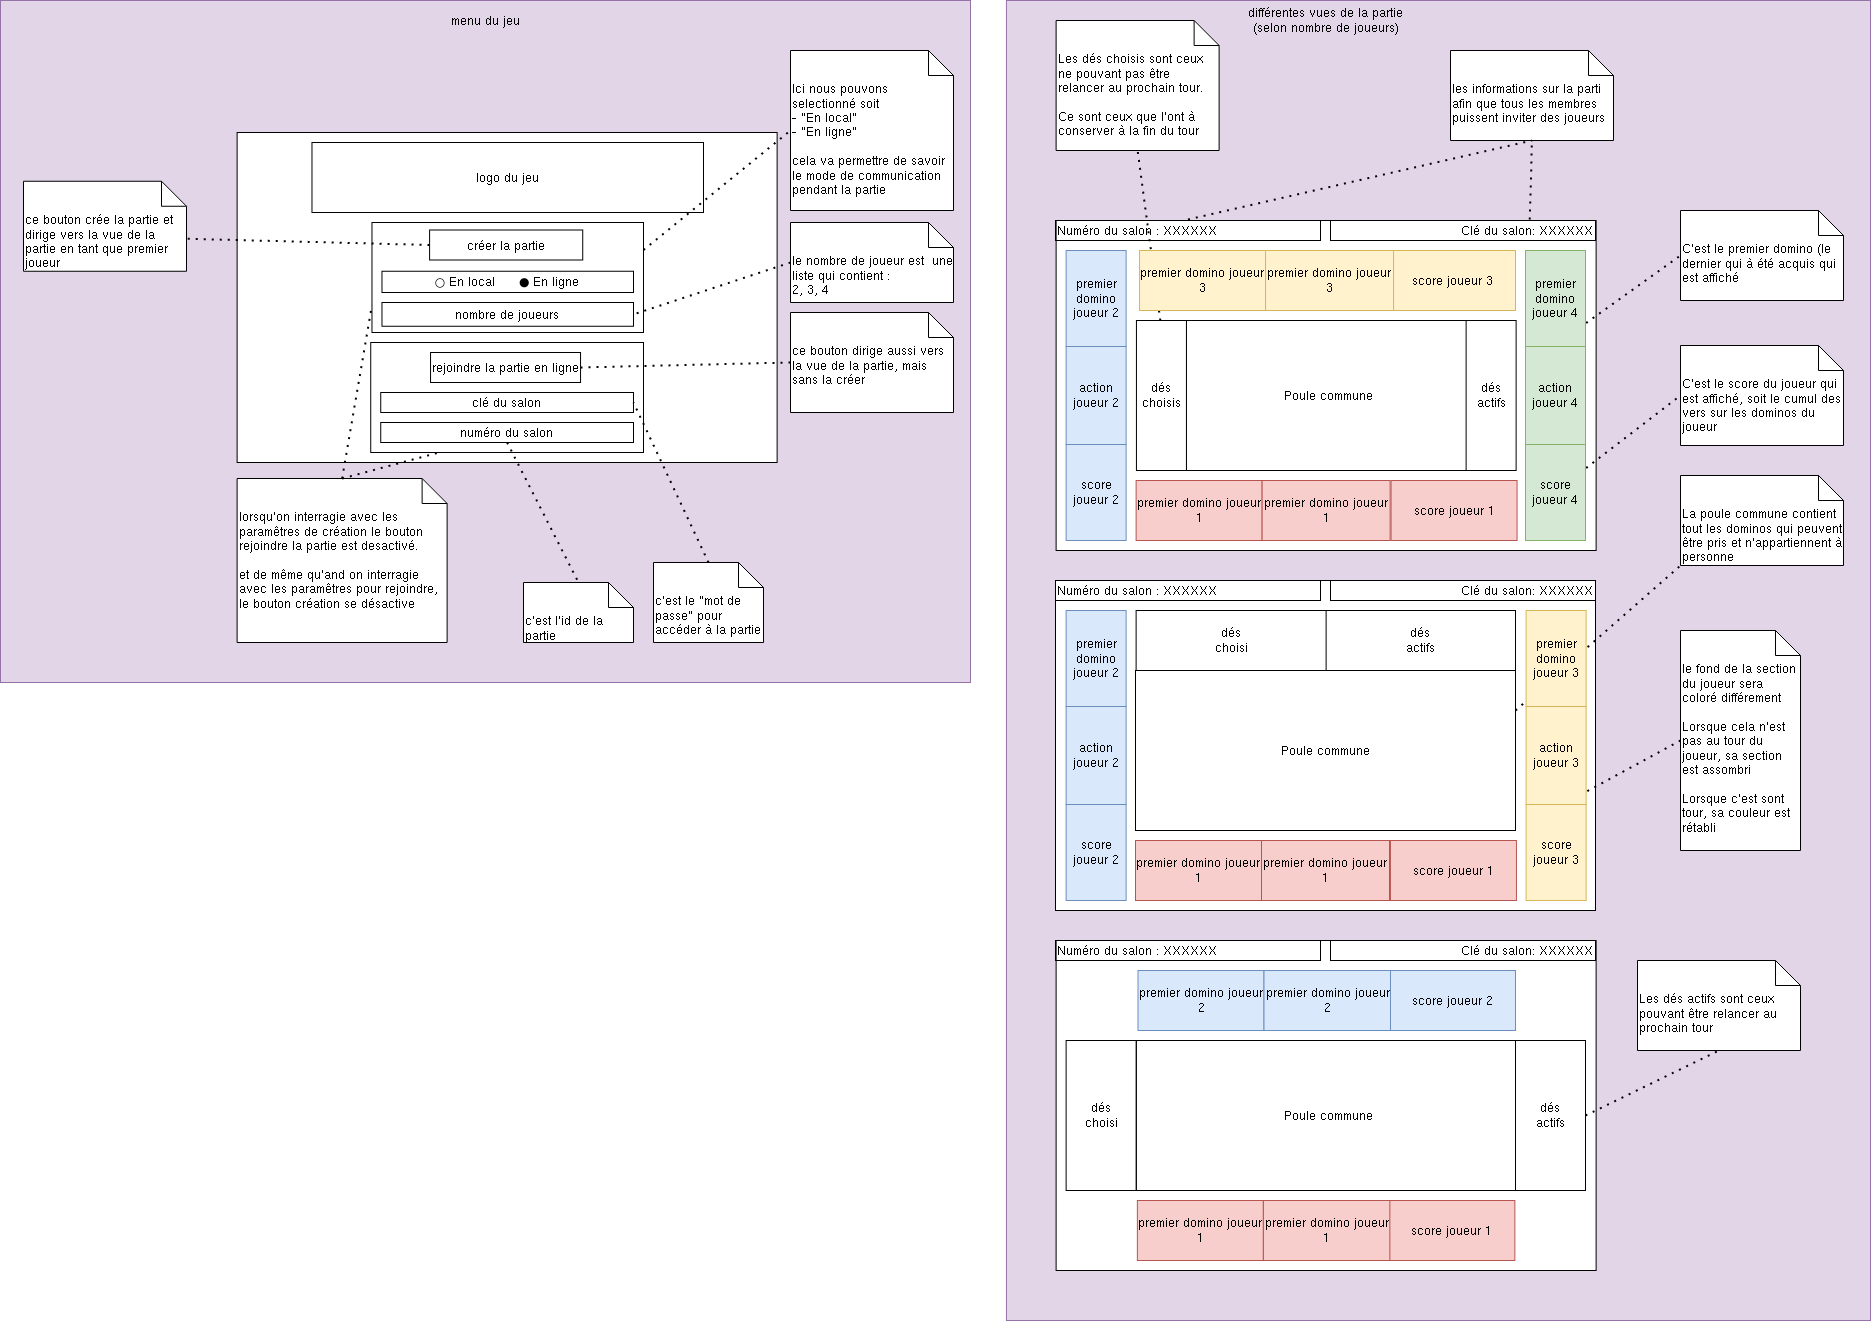 menu du jeu
Ici nous pouvons
selectionné soit
- "En local"
- "En ligne"
cela va permettre de savoir
le mode de communication
pendant la partie
logo du jeu
ce bouton crée la partie et
dirige vers la vue de la
partie en tant que premier
joueur
créer la partie
En local
En ligne
nombre de joueurs
le nombre de joueur est une
liste qui contient :
2, 3, 4
rejoindre la partie en ligne
clé du salon
numéro du salon
ce bouton dirige aussi vers
la vue de la partie, mais
sans la créer
lorsqu'on interragie avec les
paramêtres de création le bouton
rejoindre la partie est desactivé.
et de même qu'and on interragie
avec les paramêtres pour rejoindre,
le bouton création se désactive
c'est l'id de la
partie
c'est le "mot de
passe" pour
accéder à la partie
différentes vues de la partie
(selon nombre de joueurs)
Les dés choisis sont ceux
ne pouvant pas être
relancer au prochain tour.
Ce sont ceux que l'ont à
conserver à la fin du tour
les informations sur la parti
afin que tous les membres
puissent inviter des joueurs
Numéro du salon : XXXXXX
Clé du salon: XXXXXX
premier
domino
joueur 2
action
joueur 2
score
joueur 2
premier domino joueur
3
premier domino joueur
3
score joueur 3
premier
domino
joueur 4
action
joueur 4
score
joueur 4
dés
choisis
Poule commune
dés
actifs
premier domino joueur
1
premier domino joueur
1
score joueur 1
C'est le premier domino (le
dernier qui à été acquis qui
est affiché
C'est le score du joueur qui
est affiché, soit le cumul des
vers sur les dominos du
joueur
La poule commune contient
tout les dominos qui peuvent
être pris et n'appartiennent à
personne
Numéro du salon : XXXXXX
Clé du salon: XXXXXX
premier
domino
joueur 2
action
joueur 2
score
joueur 2
dés
choisi
dés
actifs
Poule commune
premier
domino
joueur 3
action
joueur 3
score
joueur 3
premier domino joueur
1
premier domino joueur
1
score joueur 1
le fond de la section
du joueur sera
coloré différement
Lorsque cela n'est
pas au tour du
joueur, sa section
est assombri
Lorsque c'est sont
tour, sa couleur est
rétabli
Numéro du salon : XXXXXX
Clé du salon: XXXXXX
premier domino joueur
2
premier domino joueur
2
score joueur 2
dés
choisi
Poule commune
dés
actifs
premier domino joueur
1
premier domino joueur
1
score joueur 1
Les dés actifs sont ceux
pouvant être relancer au
prochain tour